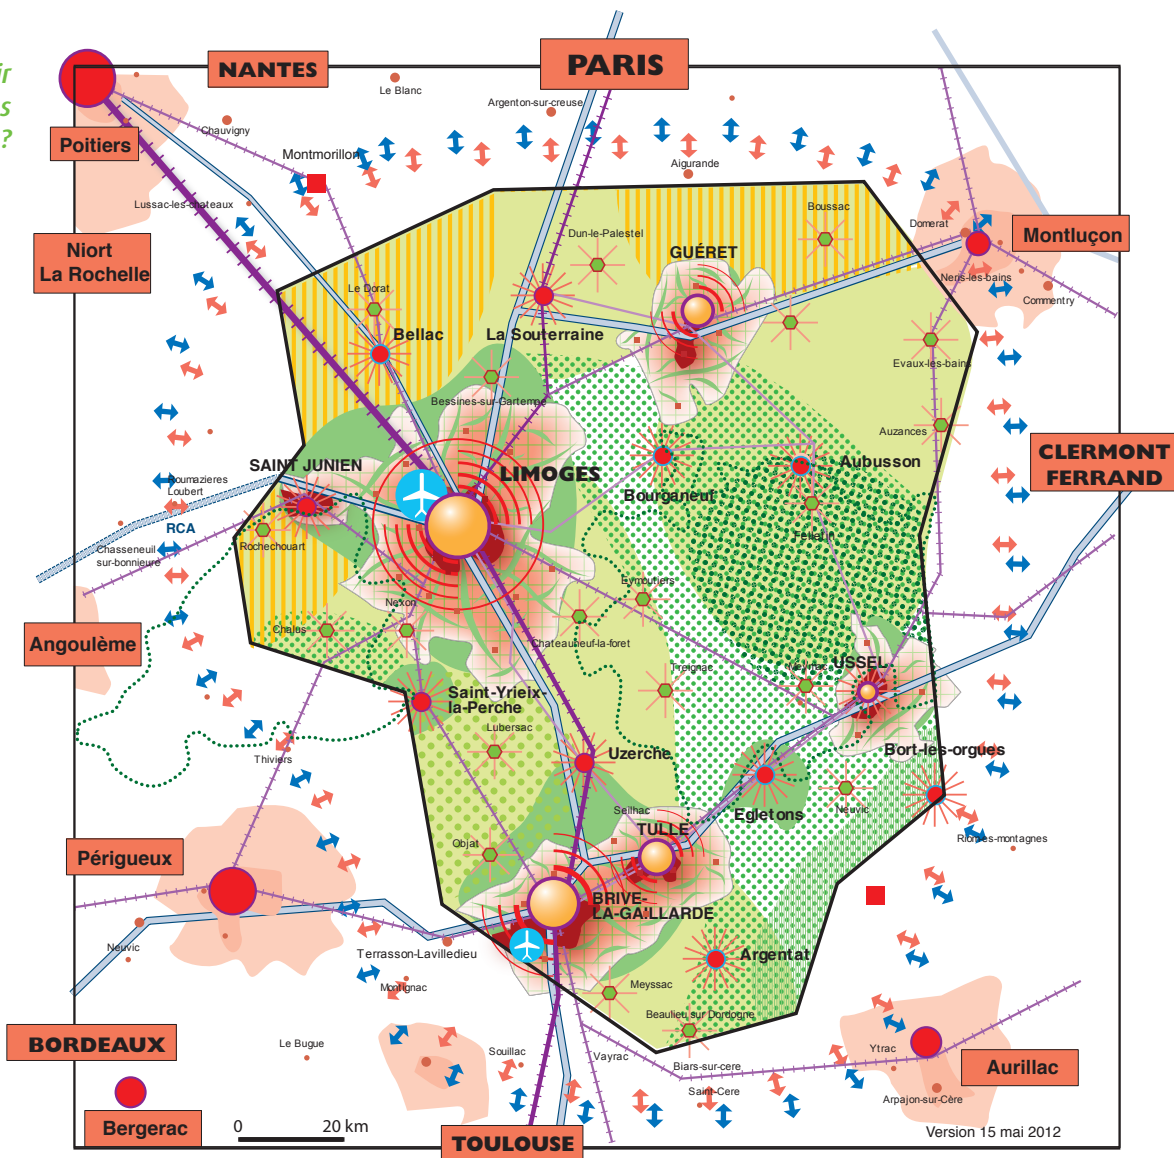 ir
s
?
NANTES
PARIS
Le Blanc
Argenton-sur-creuse
Chauvigny
Poitiers
Montmorillon
Aigurande
Lussac-les-chateaux
Boussac
Domerat
Montluçon
Dun-le-Palestel
GUÉRET
Niort
La Rochelle
Neris-les-bains
Commentry
Le Dorat
Bellac
La Souterraine
Evaux-les-bains
Bessines-sur-Gartempe
Auzances
CLERMONT
FERRAND
SAINT JUNIEN
LIMOGES
Aubusson
Roumazieres
Loubert
Bourganeuf
Felletin
RCA
Rochechouart
Chasseneuil
sur-bonnieure
Eymoutiers
Nexon
Angoulême
Chalus
Chateauneuf-la-foret
Treignac
Meymac
USSEL
Saint-Yrieix-
la-Perche
Lubersac
Uzerche
Bort-les-orgues
Thiviers
Egletons
Neuvic
Seilhac
TULLE
Riom-es-montagnes
Périgueux
Objat
BRIVE-
LA-GAILLARDE
Neuvic
Terrasson-Lavilledieu
Argentat
Montignac
Meyssac
Beaulieu sur Dordogne
BORDEAUX
Le Bugue
Souillac
Vayrac
Biars-sur-cere
Ytrac
Aurillac
Saint-Cere
Arpajon-sur-Cère
Bergerac
0
20 km
TOULOUSE
Version 15 mai 2012